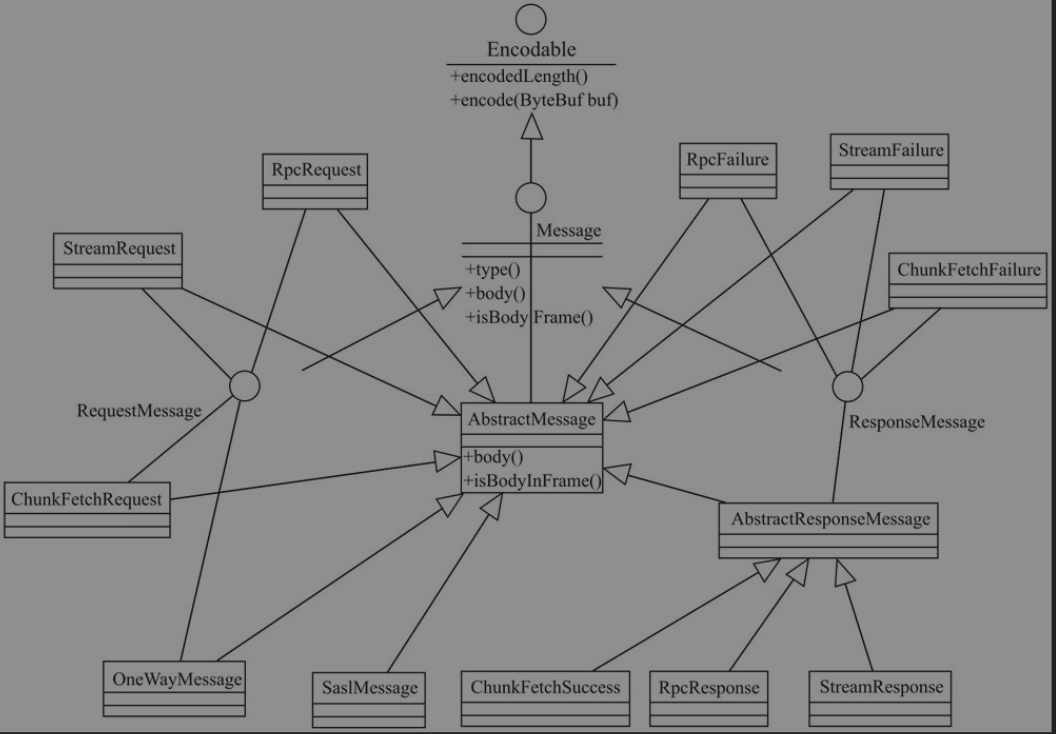 Encodable
+encodedLength()
+encode(ByteBuf buf)
RpcRequest
RpcFailure
StreamFailure
StreamRequest
Message
+type()
+body()
+isBody Frame()
ChunkFetchFailure
RequestMessage
AbstractMessage
+body()
+isBodyInFrame()
ResponseMessage
ChunkFetchRequest
AbstractResponseMessage
OneWayMessage
SaslMessage
ChunkFetchSuccess
RpcResponse
StreamResponse